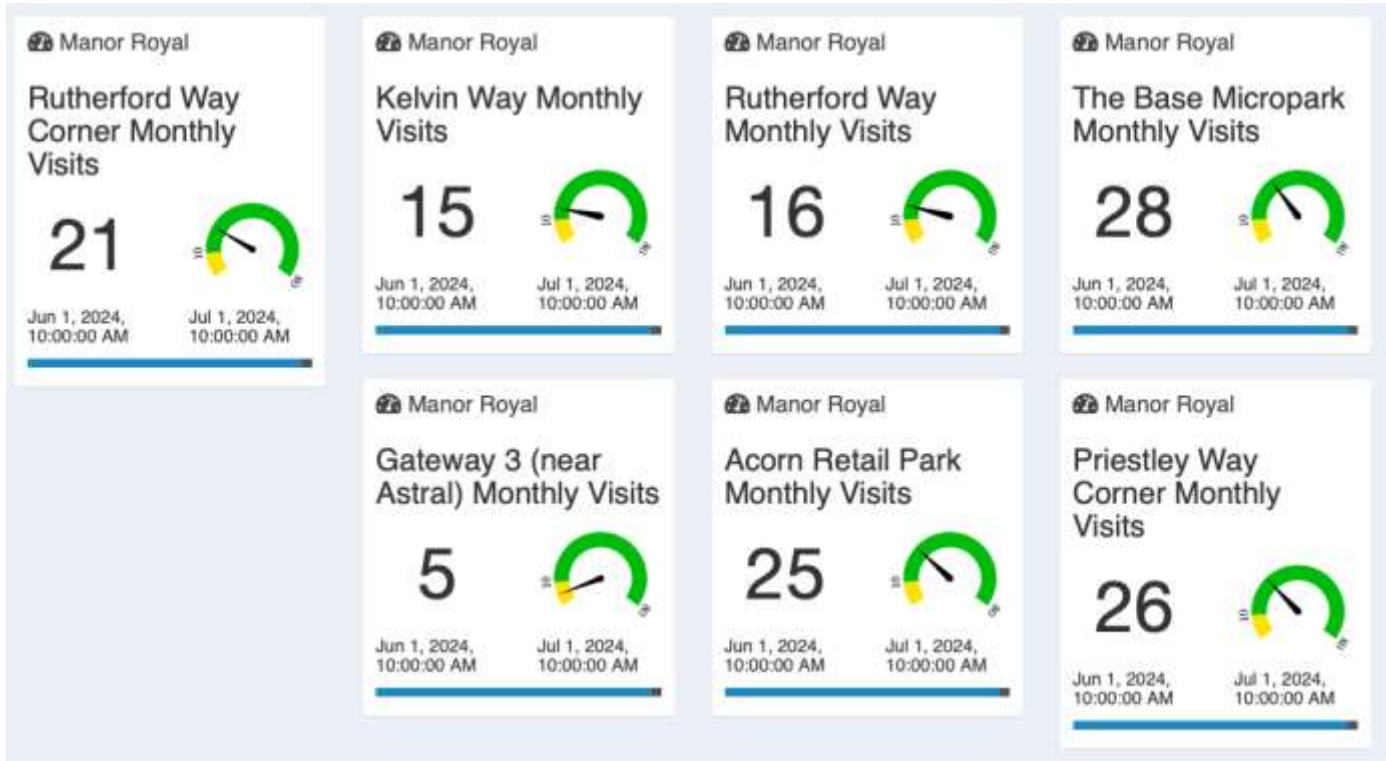 Manor Royal
Rutherford Way
Corner Monthly
Visits
21
10
Jun 1, 2024,
10:00:00 AM
Jul 1, 2024,
10:00:00 AM
Manor Royal
Kelvin Way Monthly
Visits
15
10
Jun 1, 2024,
10:00:00 AM
Jul 1, 2024,
10:00:00 AM
Manor Royal
Rutherford Way
Monthly Visits
16
10
Jun 1, 2024,
10:00:00 AM
Jul 1, 2024,
10:00:00 AM
Manor Royal
The Base Micropark
Monthly Visits
28
10
Jun 1, 2024,
10:00:00 AM
Jul 1, 2024,
10:00:00 AM
Manor Royal
Gateway 3 (near
Astral) Monthly Visits
5
10
Jun 1, 2024,
10:00:00 AM
Jul 1, 2024,
10:00:00 AM
Manor Royal
Acorn Retail Park
Monthly Visits
25
10
Jun 1, 2024,
10:00:00 AM
Jul 1, 2024,
10:00:00 AM
Manor Royal
Priestley Way
Corner Monthly
Visits
26
10
Jun 1, 2024,
10:00:00 AM
Jul 1, 2024,
10:00:00 AM